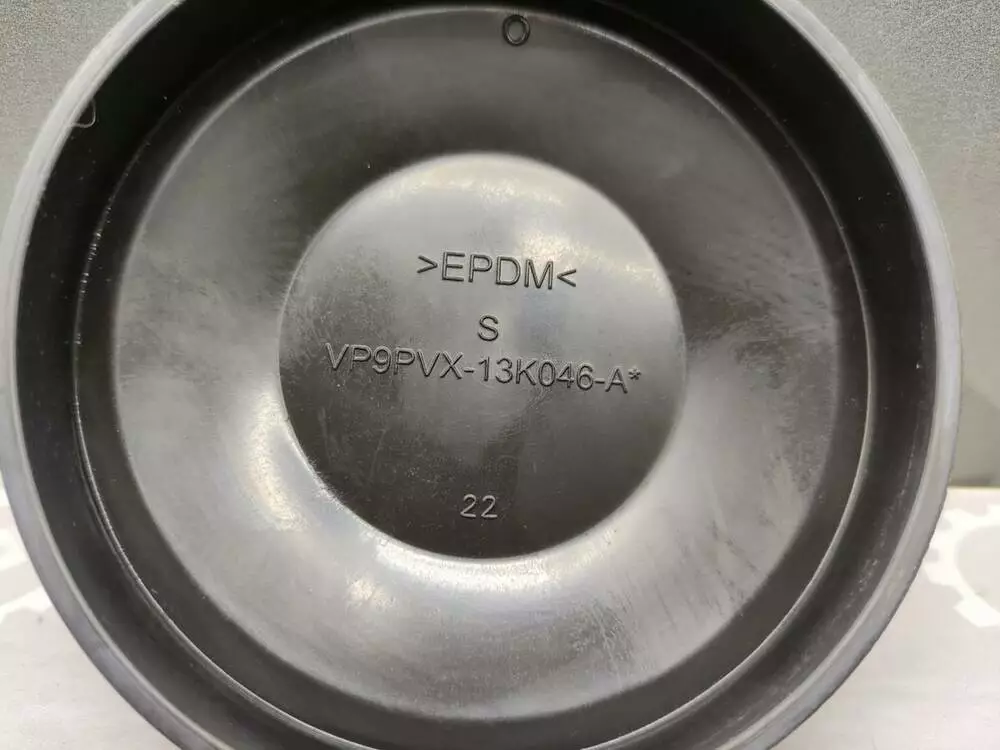 O
>EPDM<
S
VP9PVX-13K046-A*
22